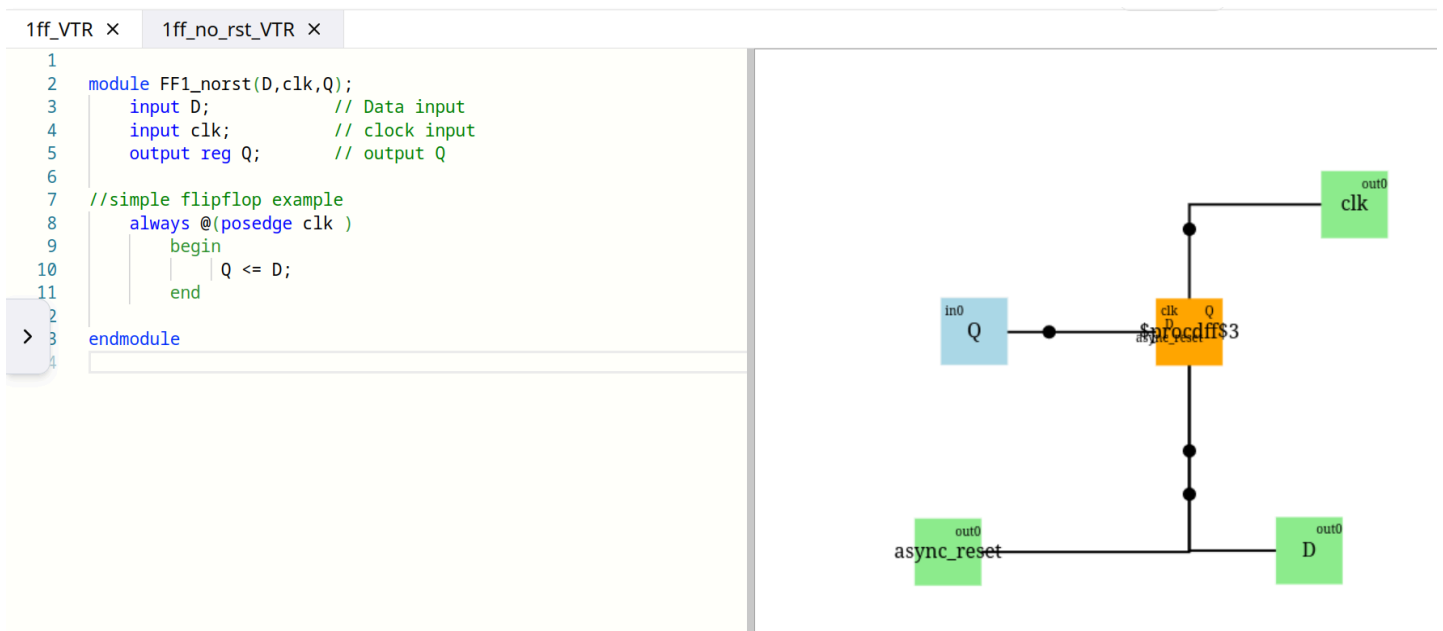 1ff_VTR ✕ 1ff_no_rst_VTR ✕
1
2 module FF1_norst(D,clk,Q);
3 input D; // Data input
4 input clk; // clock input
5 output reg Q; // output Q
6
7 //simple flipflop example
8 always @(posedge clk )
9 begin
10 Q <= D;
11 end
2
3 endmodule
4
out0
clk
in0
Q
clk Q
D
$procdff$3
async_reset
out0
async_reset
out0
D